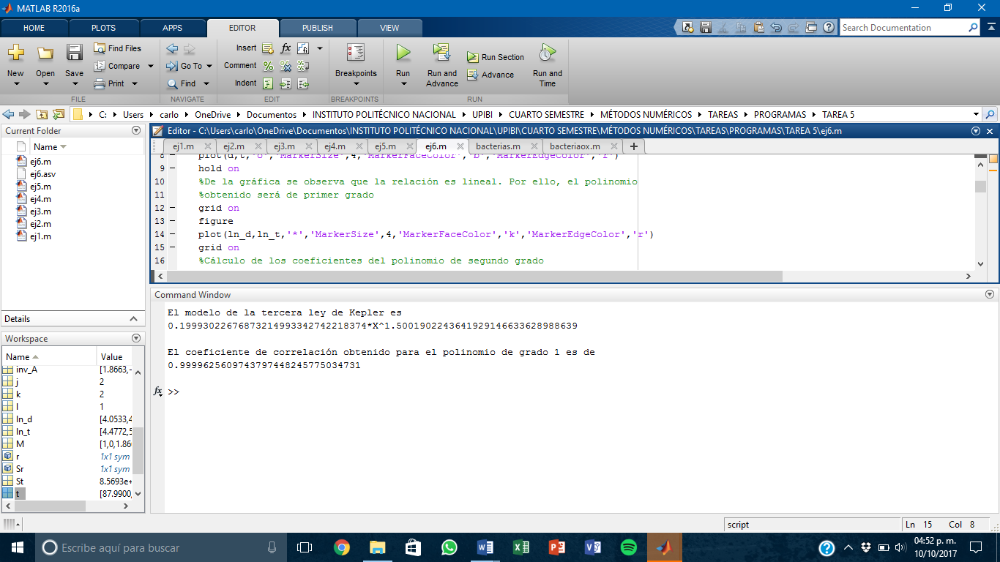 MATLAB R2016a
HOME PLOTS APPS EDITOR PUBLISH VIEW
Search Documentation
New Open Save Find Files Compare Print
Go To Find
Insert fx
Comment
Indent
Breakpoints
Run Run and Advance Run Section Advance Run and Time
FILE NAVIGATE EDIT BREAKPOINTS RUN
C: Users carlo OneDrive Documentos INSTITUTO POLITÉCNICO NACIONAL UPIBI CUARTO SEMESTRE MÉTODOS NUMÉRICOS TAREAS PROGRAMAS TAREA 5
Current Folder
Name
ej6.m
ej6.asv
ej5.m
ej4.m
ej3.m
ej2.m
ej1.m
Details
Workspace
Name Value
inv_A [1.8663,-
j 2
k 2
l 1
ln_d [4.0533,4
ln_t [4.4772,5
M [1,0,1.86
r 1x1 sym
Sr 1x1 sym
St 8.5693e+
t [87.9900,
Editor - C:\Users\carlo\OneDrive\Documentos\INSTITUTO POLITÉCNICO NACIONAL\UPIBI\CUARTO SEMESTRE\MÉTODOS NUMÉRICOS\TAREAS\PROGRAMAS\TAREA 5\ej6.m
ej1.m ej2.m ej3.m ej4.m ej5.m ej6.m bacterias.m bacteriaox.m
8 plot(d,t,'o','MarkerSize',4,'MarkerFaceColor','b','MarkerEdgeColor','r')
9 hold on
10 %De la gráfica se observa que la relación es lineal. Por ello, el polinomio
11 %obtenido será de primer grado
12 grid on
13 figure
14 plot(ln_d,ln_t,'*','MarkerSize',4,'MarkerFaceColor','k','MarkerEdgeColor','r')
15 grid on
16 %Cálculo de los coeficientes del polinomio de segundo grado
Command Window
El modelo de la tercera ley de Kepler es
0.19993022676873214993342742218374*X^1.5001902243641929146633628988639
El coeficiente de correlación obtenido para el polinomio de grado 1 es de
0.99996256097437974482457750​34731
fx >>
script Ln 15 Col 8
Escribe aquí para buscar
04:52 p. m.
10/10/2017